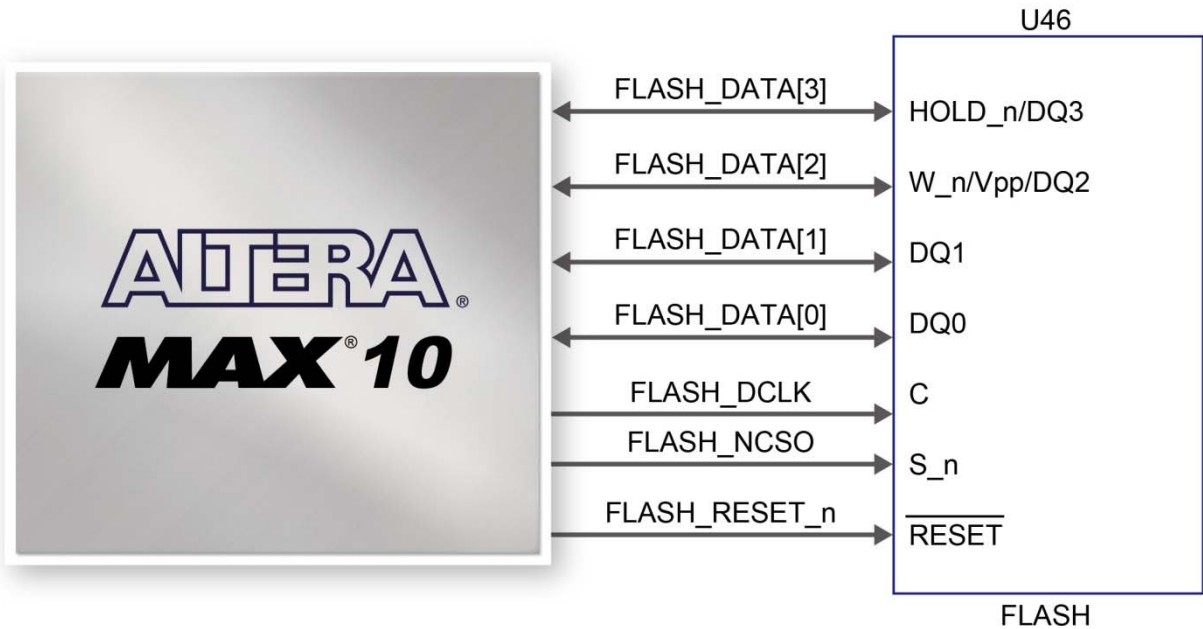 U46
FLASH_DATA[3]
HOLD_n/DQ3
FLASH_DATA[2]
W_n/Vpp/DQ2
FLASH_DATA[1]
DQ1
FLASH_DATA[0]
DQ0
ALTERA®
MAX®10
FLASH_DCLK
C
FLASH_NCSO
S_n
FLASH_RESET_n
RESET
FLASH